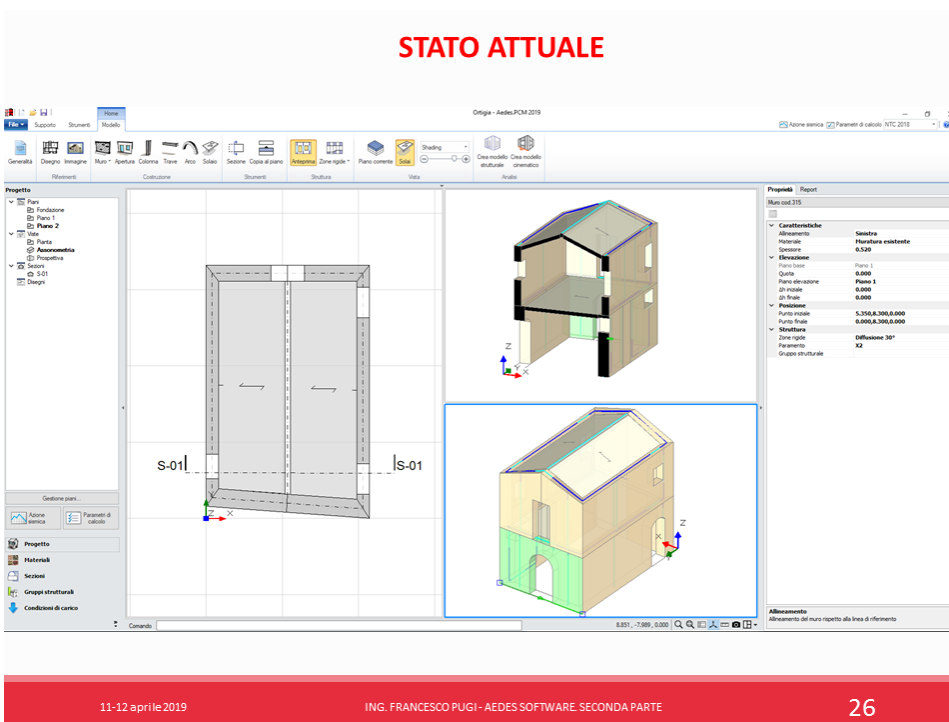 STATO ATTUALE
Ortigia - Aedes.PCM 2019
Home
File Supporto Strumenti Modello
Azione sismica Parametri di calcolo NTC 2018
Generalità Disegno Immagine Muro Apertura Colonna Trave Arco Solaio Sezione Copia al piano Anteprima Zone rigide Piano corrente Solai Shading Crea modello strutturale Crea modello cinematico
Riferimenti Costruzione Strumenti Struttura Vista Analisi
Progetto
Piani
Fondazione
Piano 1
Piano 2
Viste
Pianta
Assonometria
Prospettiva
Sezioni
S-01
Disegni
Gestione piani...
Azione sismica
Parametri di calcolo
Progetto
Materiali
Sezioni
Gruppi strutturali
Condizioni di carico
S-01 S-01
Z X
Z
Y X
Z
X
Comando
8.851 , -7.989 , 0.000
Proprietà Report
Muro cod.315
Caratteristiche
Allineamento Sinistra
Materiale Muratura esistente
Spessore 0.520
Elevazione
Piano base Piano 1
Quota 0.000
Piano elevazione Piano 1
Δh iniziale 0.000
Δh finale 0.000
Posizione
Punto iniziale 5.350,8.300,0.000
Punto finale 0.000,8.300,0.000
Struttura
Zone rigide Diffusione 30°
Paramento X2
Gruppo strutturale
Allineamento
Allineamento del muro rispetto alla linea di riferimento
11-12 aprile 2019 ING. FRANCESCO PUGI - AEDES SOFTWARE. SECONDA PARTE 26